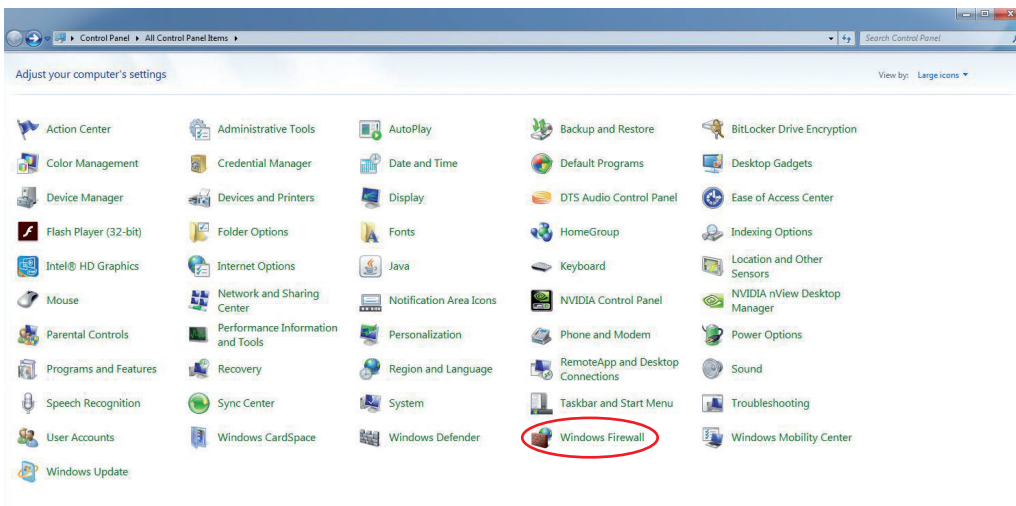 Control Panel All Control Panel Items
Search Control Panel
Adjust your computer's settings
View by: Large icons
Action Center
Administrative Tools
AutoPlay
Backup and Restore
BitLocker Drive Encryption
Color Management
Credential Manager
Date and Time
Default Programs
Desktop Gadgets
Device Manager
Devices and Printers
Display
DTS Audio Control Panel
Ease of Access Center
Flash Player (32-bit)
Folder Options
Fonts
HomeGroup
Indexing Options
Intel® HD Graphics
Internet Options
Java
Keyboard
Location and Other
Sensors
Mouse
Network and Sharing
Center
Notification Area Icons
NVIDIA Control Panel
NVIDIA nView Desktop
Manager
Parental Controls
Performance Information
and Tools
Personalization
Phone and Modem
Power Options
Programs and Features
Recovery
Region and Language
RemoteApp and Desktop
Connections
Sound
Speech Recognition
Sync Center
System
Taskbar and Start Menu
Troubleshooting
User Accounts
Windows CardSpace
Windows Defender
Windows Firewall
Windows Mobility Center
Windows Update